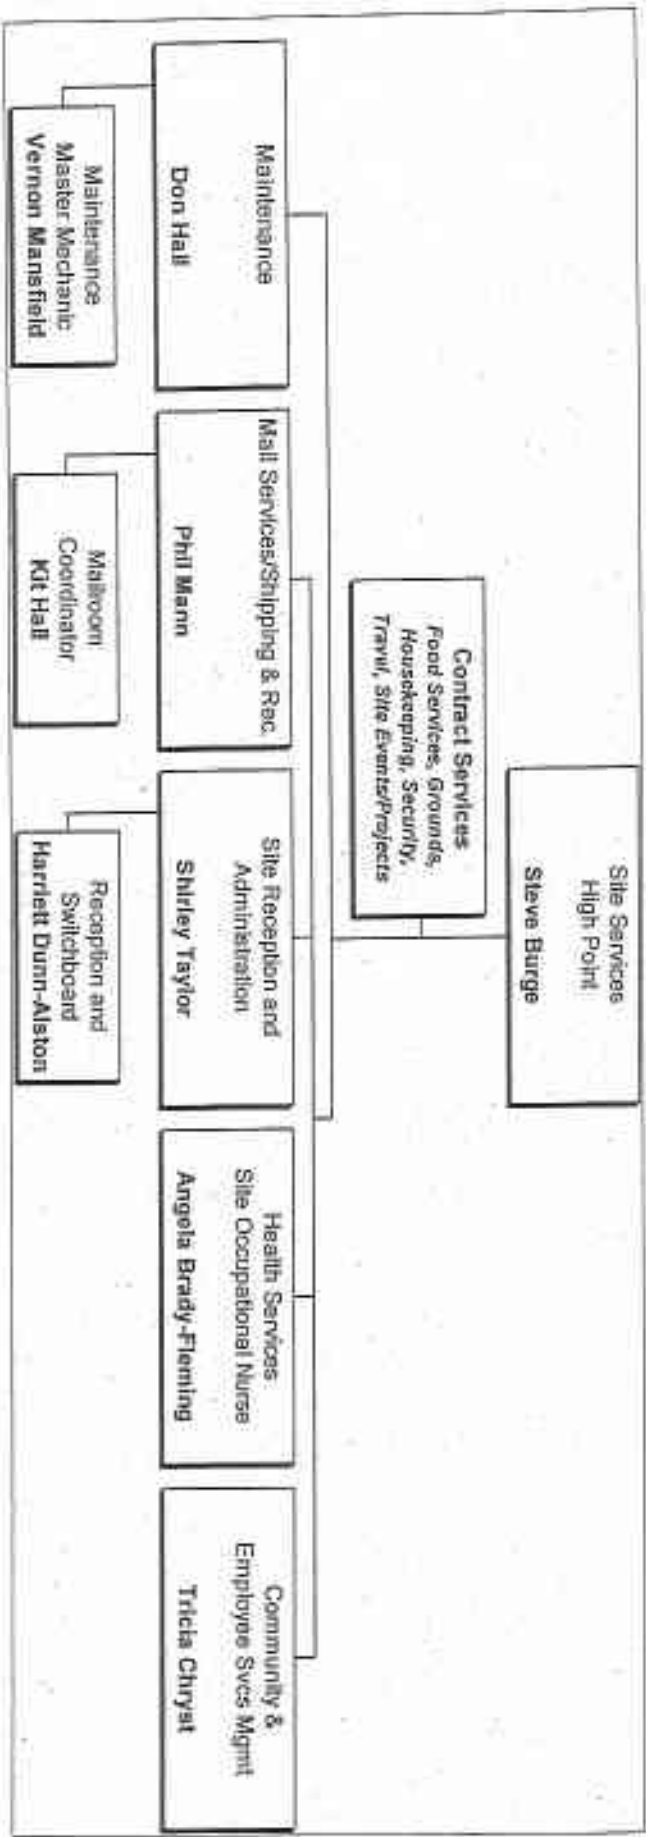 Site Services
High Point
Steve Burge
Contract Services
Food Services, Grounds,
Housekeeping, Security,
Travel, Site Events/Projects
Maintenance
Don Hall
Mail Services/Shipping & Rec.
Phil Mann
Site Reception and
Administration
Shirley Taylor
Health Services
Site Occupational Nurse
Angela Brady-Fleming
Community &
Employee Svcs Mgmt
Tricia Chryst
Maintenance
Master Mechanic
Vernon Mansfield
Mailroom
Coordinator
Kit Hall
Reception and
Switchboard
Harriett Dunn-Alston